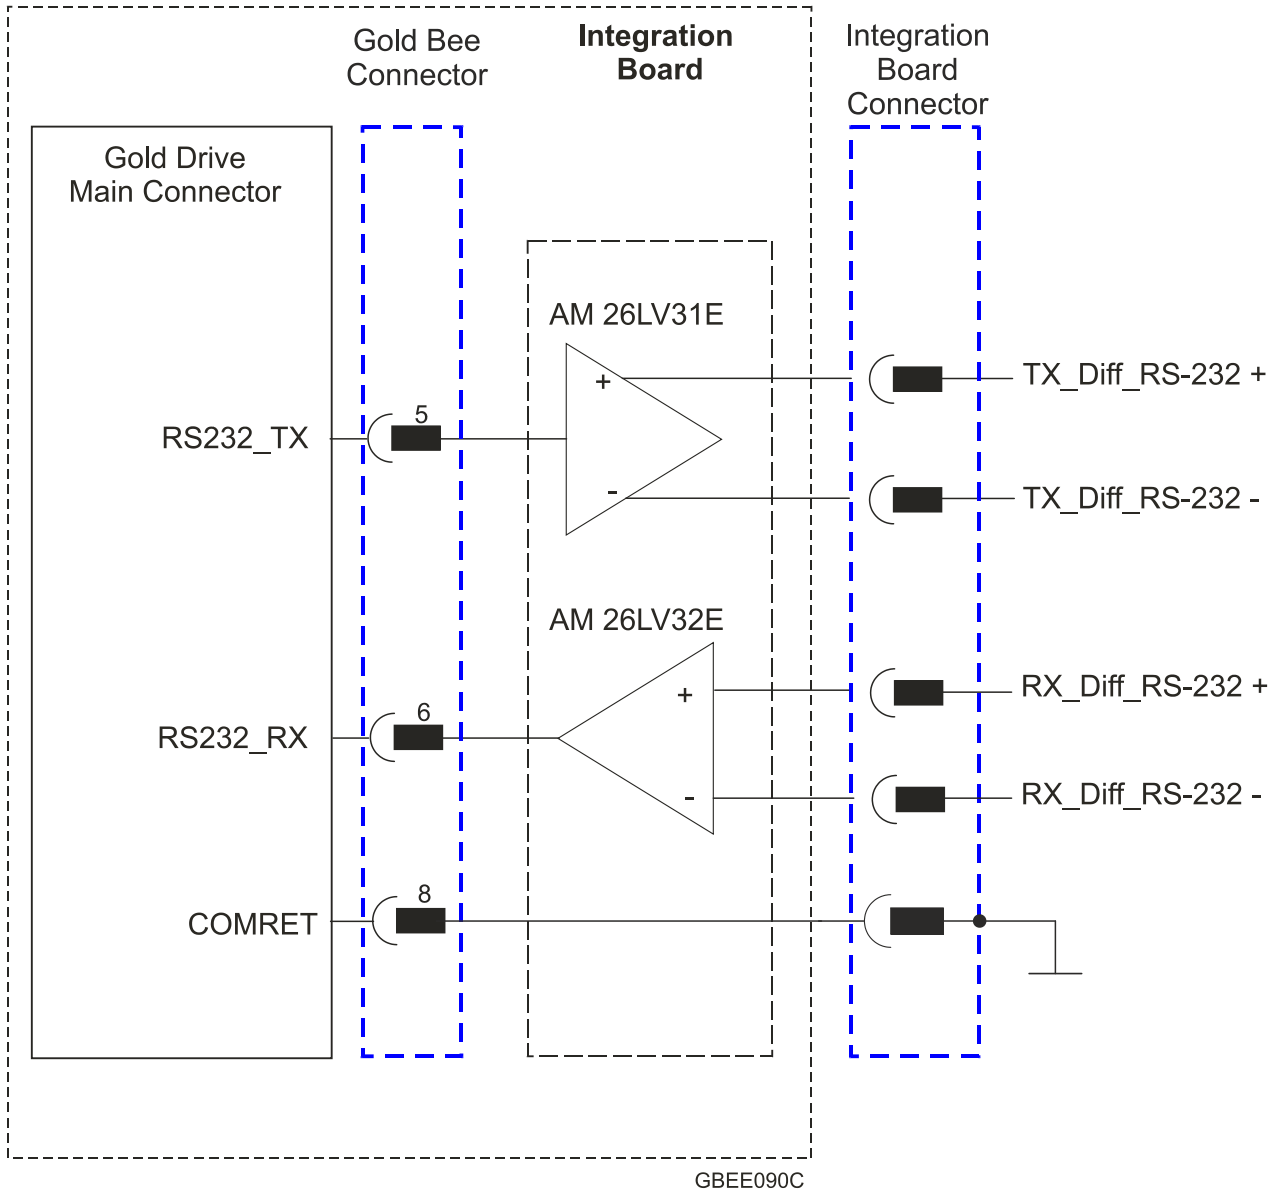 Gold Bee
Connector
Integration
Board
Integration
Board
Connector
Gold Drive
Main Connector
AM 26LV31E
+
-
TX_Diff_RS-232 +
RS232_TX
5
TX_Diff_RS-232 -
AM 26LV32E
+
-
RX_Diff_RS-232 +
RS232_RX
6
RX_Diff_RS-232 -
COMRET
8
GBEE090C